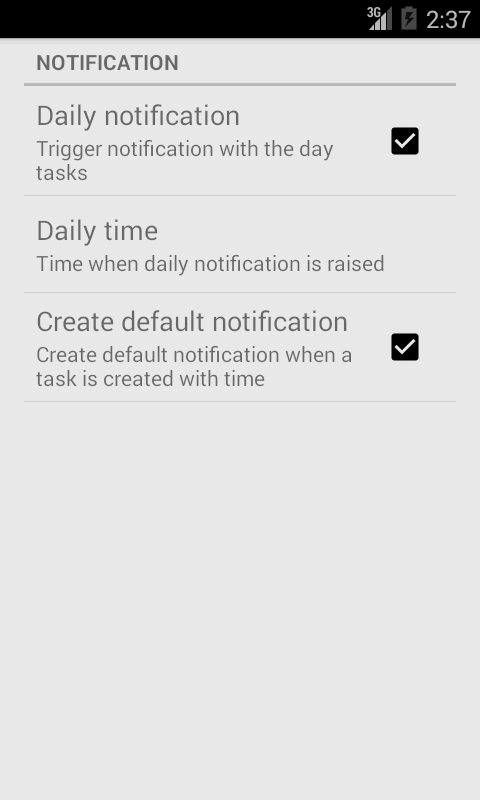 3G 2:37
NOTIFICATION
Daily notification
Trigger notification with the day
tasks
Daily time
Time when daily notification is raised
Create default notification
Create default notification when a
task is created with time